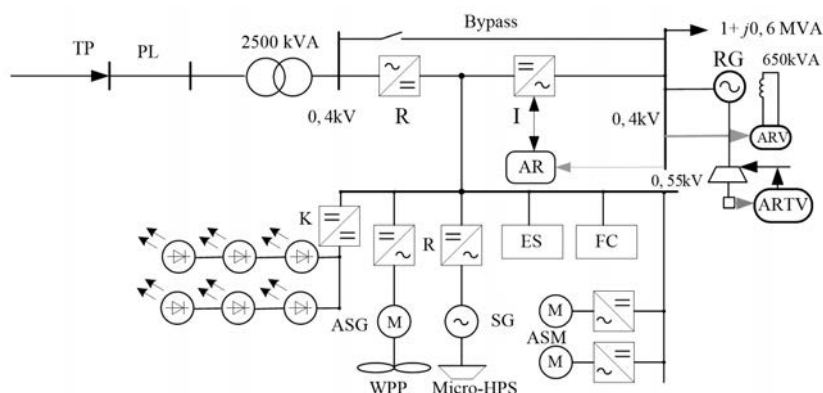 Bypass
1+ j0, 6 MVA
TP
PL
2500 kVA
RG
650kVA
0, 4kV
R
I
0, 4kV
ARV
AR
0, 55kV
ARTV
K
R
ES
FC
ASG
M
SG
M
ASM
M
WPP
Micro-HPS